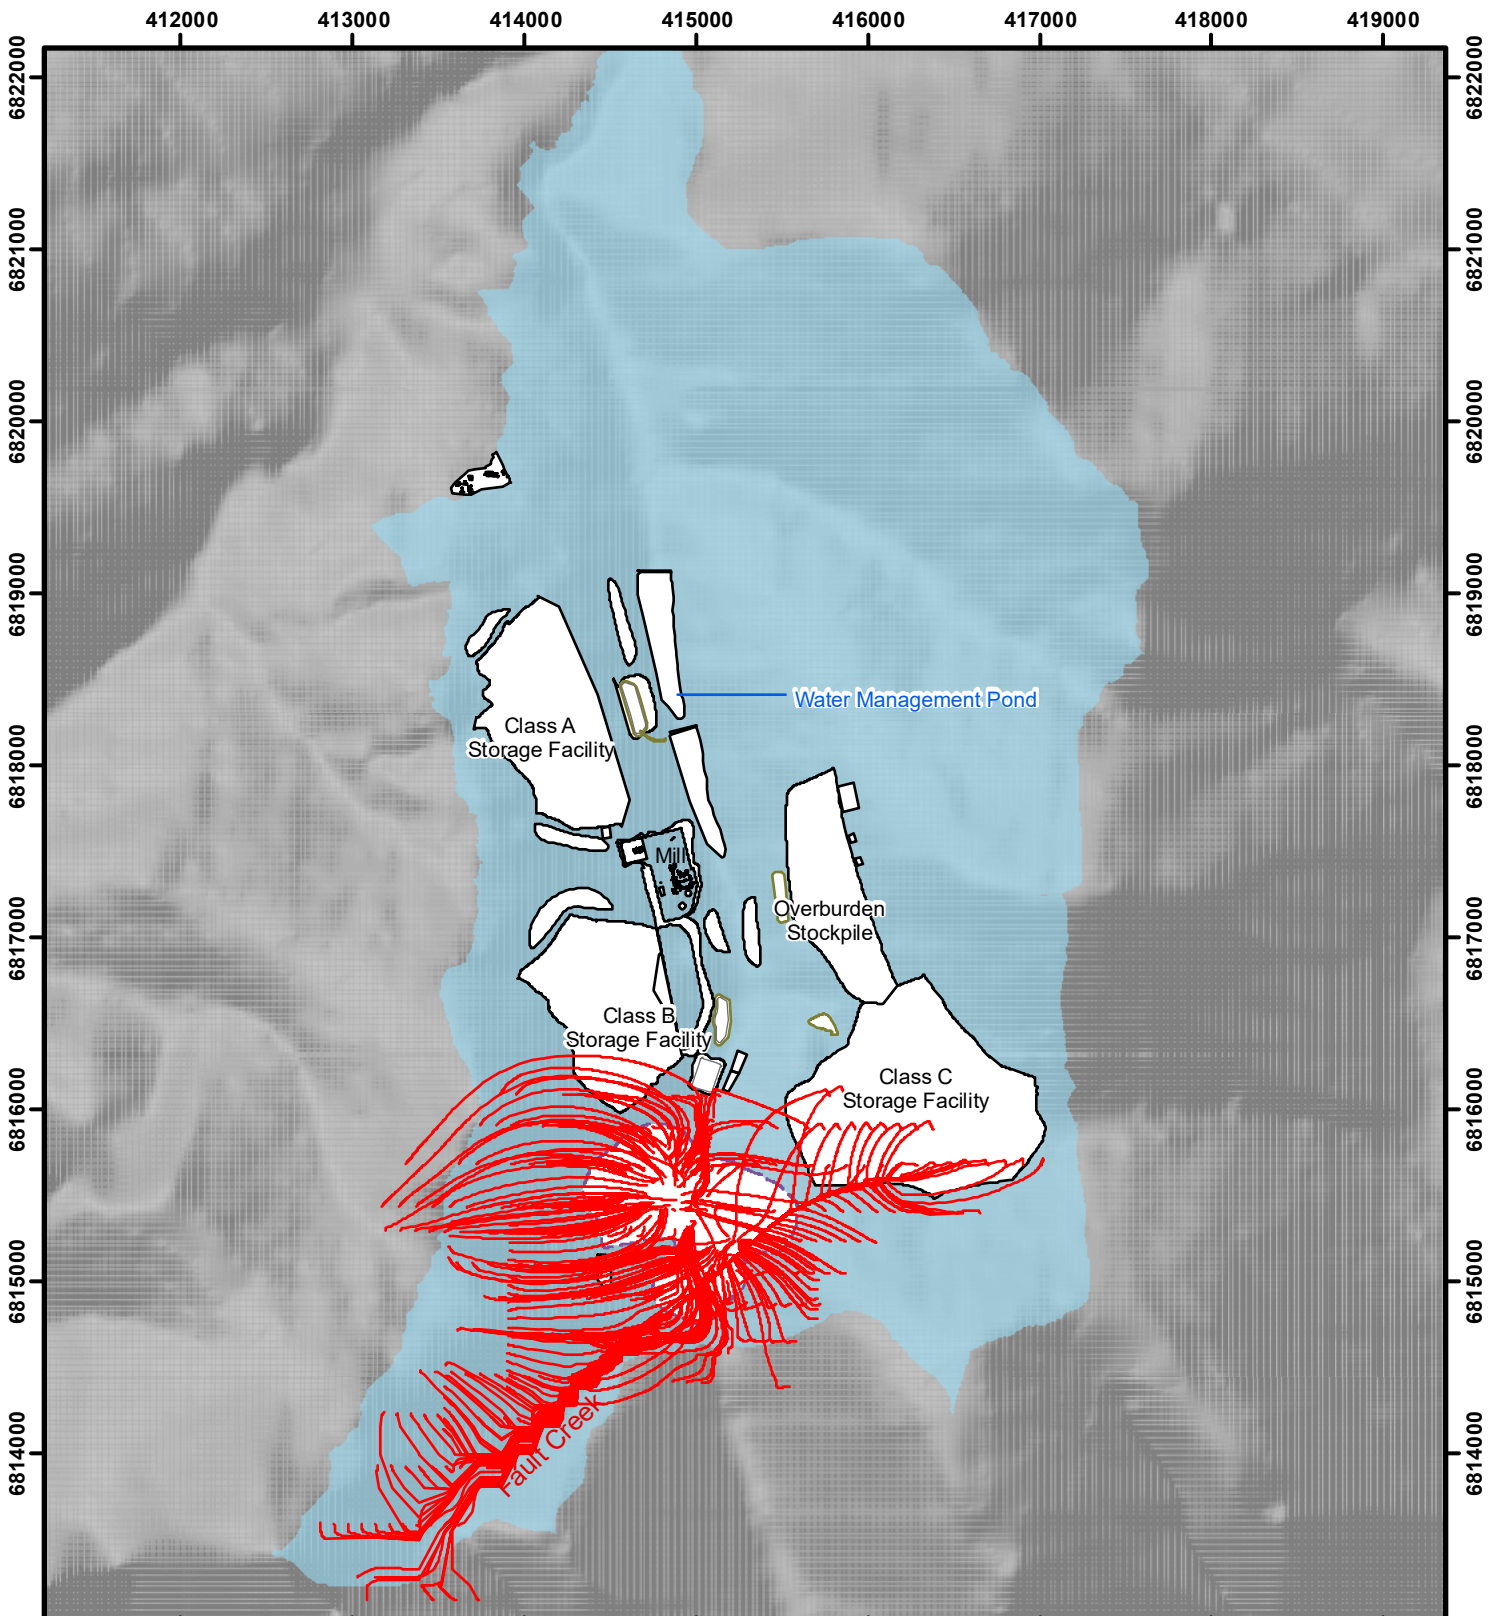 412000 413000 414000 415000 416000 417000 418000 419000
6822000 6822000
6821000 6821000
6820000 6820000
6819000 6819000
Water Management Pond
Class A
Storage Facility
6818000 6818000
Mill
Overburden
Stockpile
6817000 6817000
Class B
Storage Facility
Class C
Storage Facility
6816000 6816000
6815000 6815000
Fault Creek
6814000 6814000